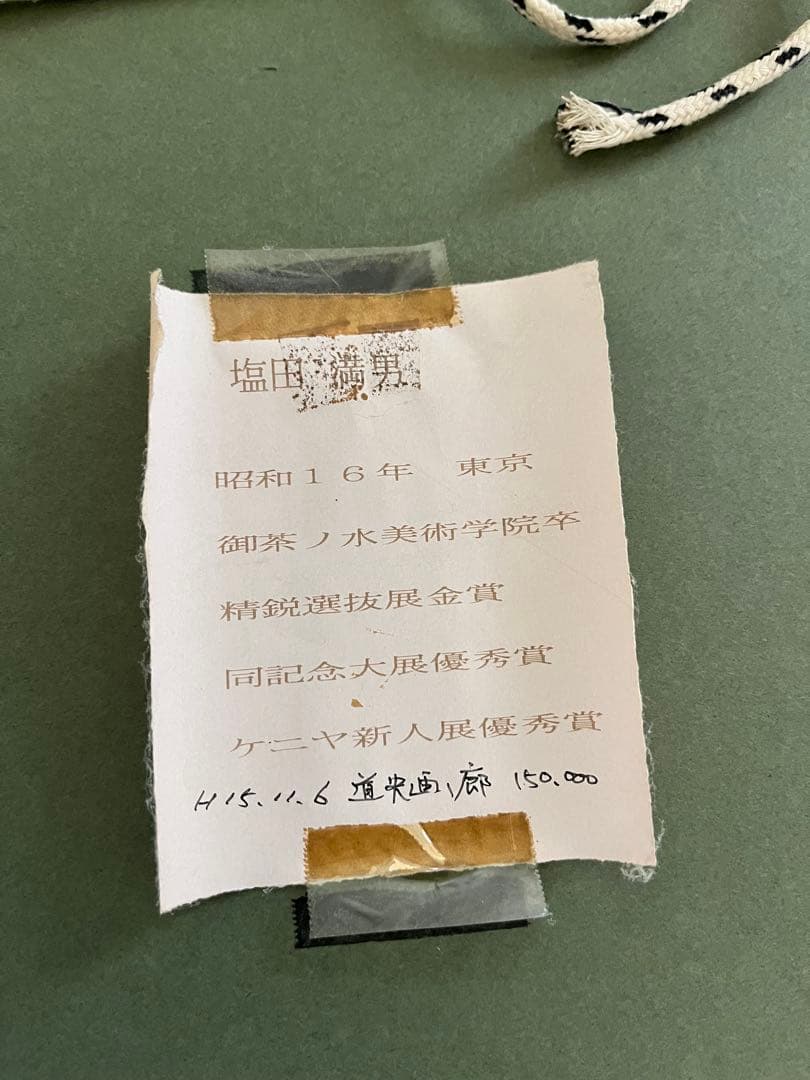 塩田 満男
昭和１６年　東京
御茶ノ水美術学院卒
精鋭選抜展金賞
同記念大展優秀賞
ケニヤ新人展優秀賞
H15.11.6 道央画廊 150.000